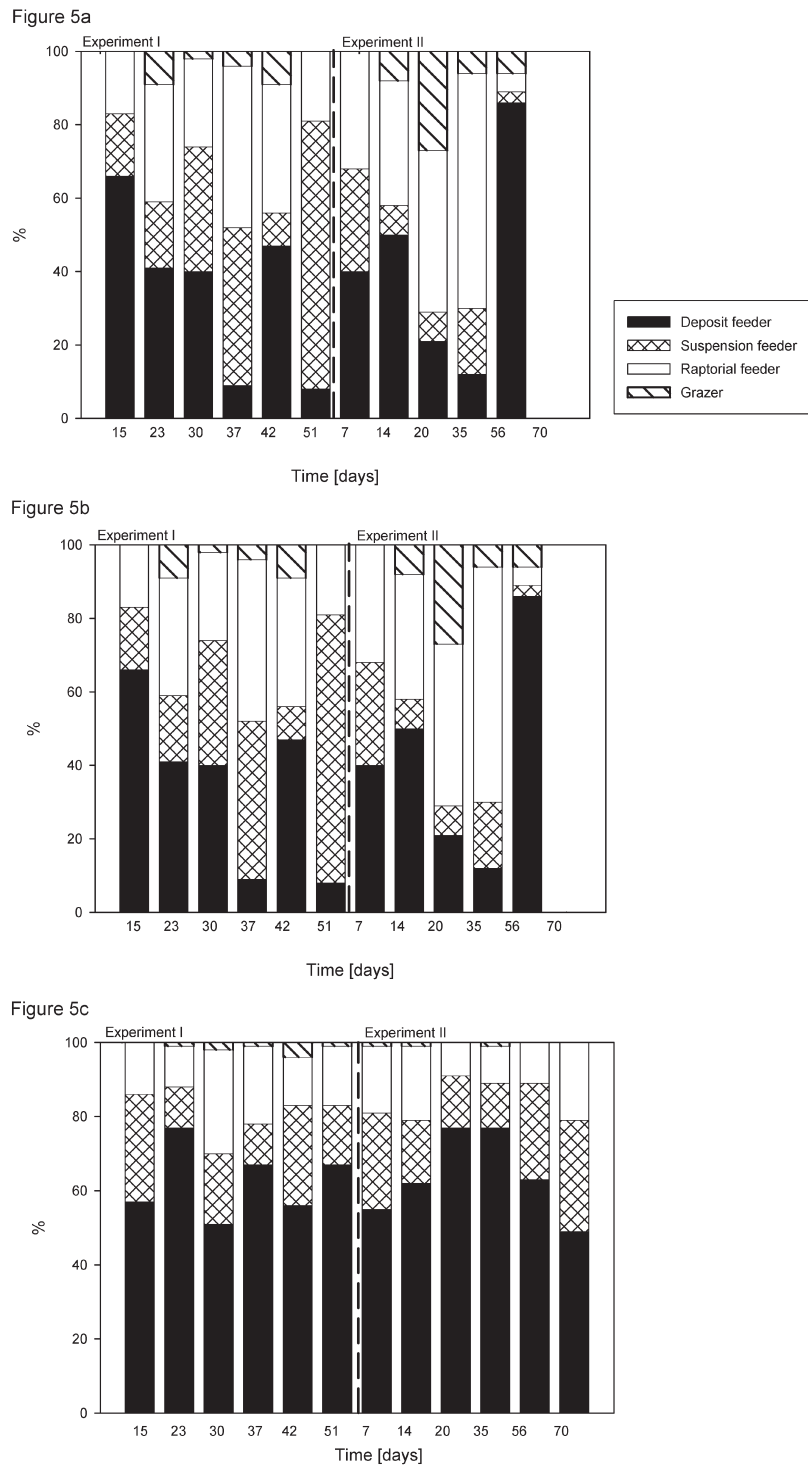 Figure 5a
Experiment I Experiment II
100
80
60
40
20
0
%
15 23 30 37 42 51 7 14 20 35 56 70
Time [days]
Deposit feeder
Suspension feeder
Raptorial feeder
Grazer
Figure 5b
Experiment I Experiment II
100
80
60
40
20
0
%
15 23 30 37 42 51 7 14 20 35 56 70
Time [days]
Figure 5c
Experiment I Experiment II
100
80
60
40
20
0
%
15 23 30 37 42 51 7 14 20 35 56 70
Time [days]